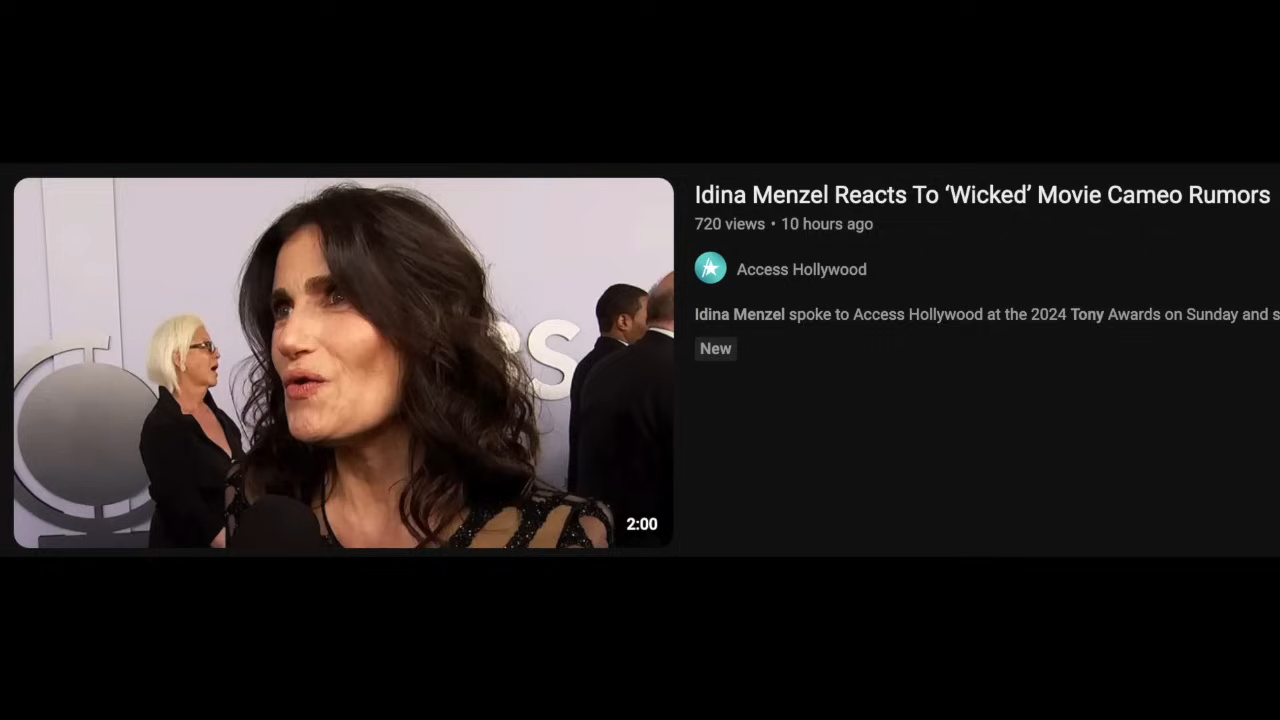 Idina Menzel Reacts To ‘Wicked’ Movie Cameo Rumors
720 views • 10 hours ago
Access Hollywood
Idina Menzel spoke to Access Hollywood at the 2024 Tony Awards on Sunday and s
New
2:00